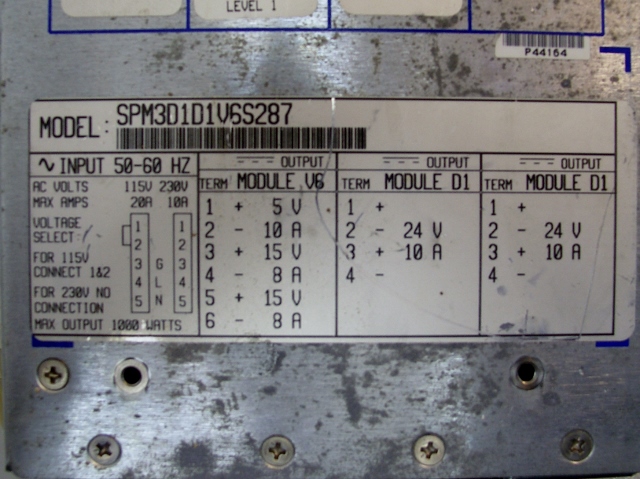 LEVEL 1
P44164
MODEL: SPM3D1D1V6S287
∿ INPUT 50-60 HZ
AC VOLTS 115V 230V
MAX AMPS 20A 10A
VOLTAGE
SELECT:
FOR 115V
CONNECT 1&2
FOR 230V NO
CONNECTION
1 1
2 2
3 G 3
4 L 4
5 N 5
MAX OUTPUT 1000 WATTS
OUTPUT
TERM MODULE V6
1 + 5 V
2 - 10 A
3 + 15 V
4 - 8 A
5 + 15 V
6 - 8 A
OUTPUT
TERM MODULE D1
1 +
2 - 24 V
3 + 10 A
4 -
OUTPUT
TERM MODULE D1
1 +
2 - 24 V
3 + 10 A
4 -